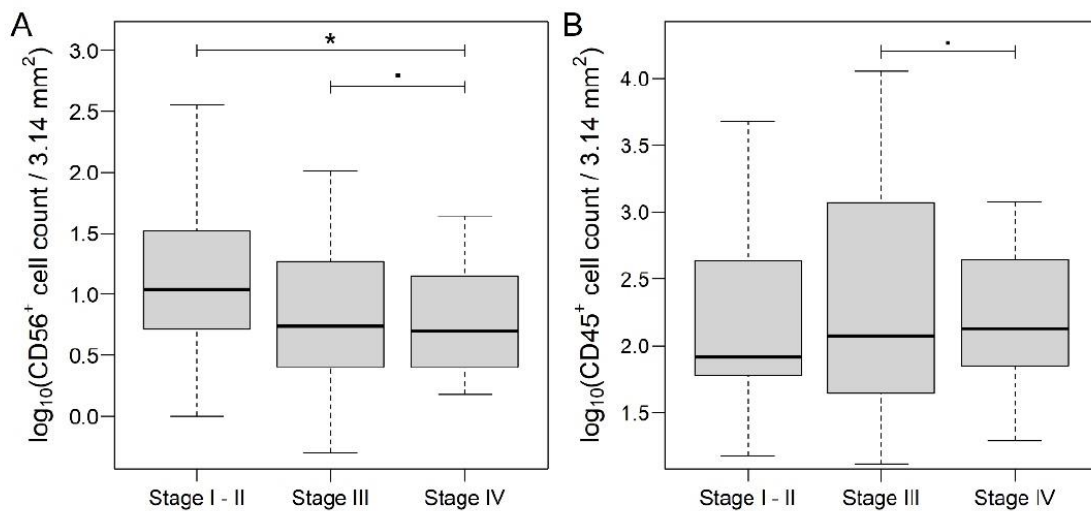 A
log10(CD56+ cell count / 3.14 mm2)
3.0
2.5
2.0
1.5
1.0
0.5
0.0
*
.
Stage I - II
Stage III
Stage IV
B
log10(CD45+ cell count / 3.14 mm2)
4.0
3.5
3.0
2.5
2.0
1.5
.
Stage I - II
Stage III
Stage IV